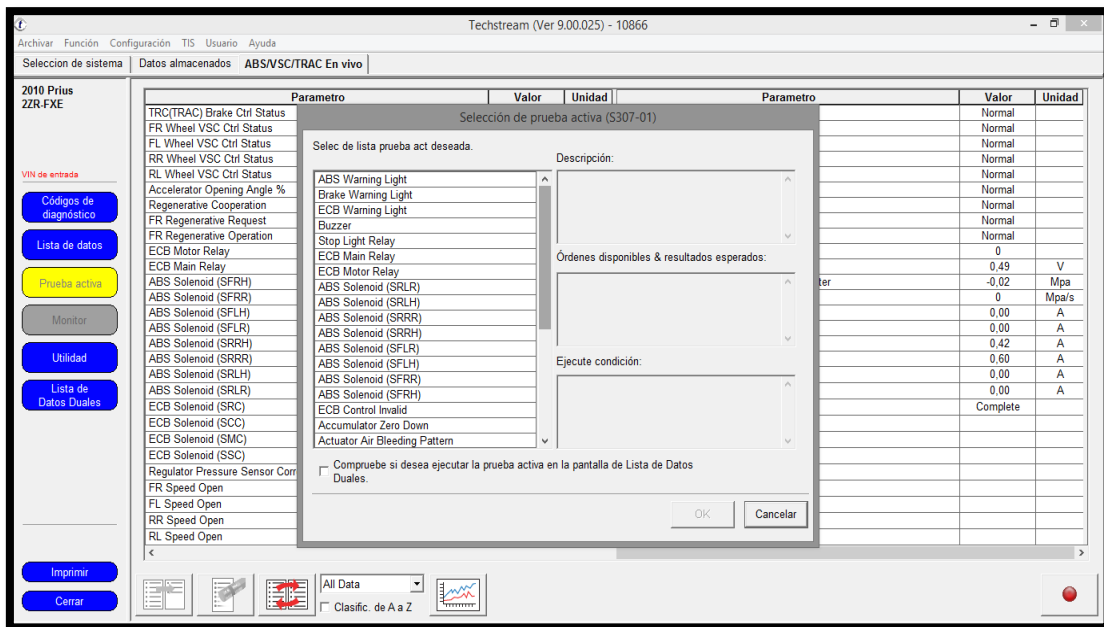 Techstream (Ver 9.00.025) - 10866
Archivar Función Configuración TIS Usuario Ayuda
Seleccion de sistema Datos almacenados ABS/VSC/TRAC En vivo
2010 Prius
2ZR-FXE
VIN de entrada
Códigos de
diagnóstico
Lista de datos
Prueba activa
Monitor
Utilidad
Lista de
Datos Duales
Imprimir
Cerrar
Parametro Valor Unidad Parametro Valor Unidad
TRC(TRAC) Brake Ctrl Status Normal
FR Wheel VSC Ctrl Status Normal
FL Wheel VSC Ctrl Status Normal
RR Wheel VSC Ctrl Status Normal
RL Wheel VSC Ctrl Status Normal
Accelerator Opening Angle % Normal
Regenerative Cooperation Normal
FR Regenerative Request Normal
FR Regenerative Operation Normal
ECB Motor Relay 0
ECB Main Relay 0,49 V
ABS Solenoid (SFRH) ter -0,02 Mpa
ABS Solenoid (SFRR) 0 Mpa/s
ABS Solenoid (SFLH) 0,00 A
ABS Solenoid (SFLR) 0,00 A
ABS Solenoid (SRRH) 0,42 A
ABS Solenoid (SRRR) 0,60 A
ABS Solenoid (SRLH) 0,00 A
ABS Solenoid (SRLR) 0,00 A
ECB Solenoid (SRC) Complete
ECB Solenoid (SCC)
ECB Solenoid (SMC)
ECB Solenoid (SSC)
Regulator Pressure Sensor Corr
FR Speed Open
FL Speed Open
RR Speed Open
RL Speed Open
Selección de prueba activa (S307-01)
Selec de lista prueba act deseada.
ABS Warning Light
Brake Warning Light
ECB Warning Light
Buzzer
Stop Light Relay
ECB Main Relay
ECB Motor Relay
ABS Solenoid (SRLR)
ABS Solenoid (SRLH)
ABS Solenoid (SRRR)
ABS Solenoid (SRRH)
ABS Solenoid (SFLR)
ABS Solenoid (SFLH)
ABS Solenoid (SFRR)
ABS Solenoid (SFRH)
ECB Control Invalid
Accumulator Zero Down
Actuator Air Bleeding Pattern
Descripción:
Órdenes disponibles & resultados esperados:
Ejecute condición:
Compruebe si desea ejecutar la prueba activa en la pantalla de Lista de Datos
Duales.
OK Cancelar
All Data
Clasific. de A a Z